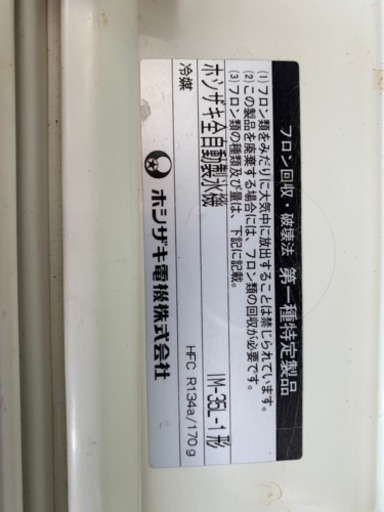 フロン回収・破壊法 第一種特定製品
(1) フロン類をみだりに大気中に放出することは禁じられています。
(2) この製品を廃棄する場合には、フロン類の回収が必要です。
(3) フロン類の種類及び量は、下記に記載。
ホシザキ全自動製氷機 IM-35L-1形
冷媒 HFC R134a/170g
ホシザキ電機株式会社